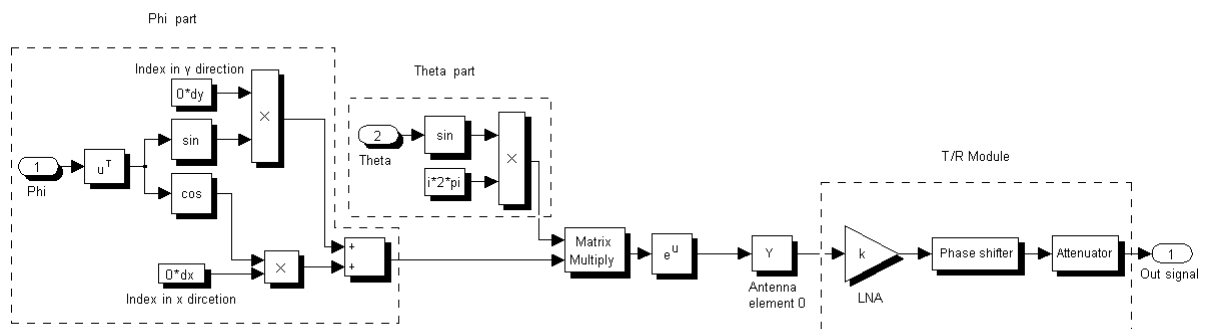 Phi part
Index in y direction
0*dy
×
sin
1
Phi
u^T
cos
0*dx
Index in x dircetion
×
+
+
Theta part
2
Theta
sin
i*2*pi
×
Matrix
Multiply
e^u
Y
Antenna
element 0
T/R Module
k
LNA
Phase shifter
Attenuator
1
Out signal